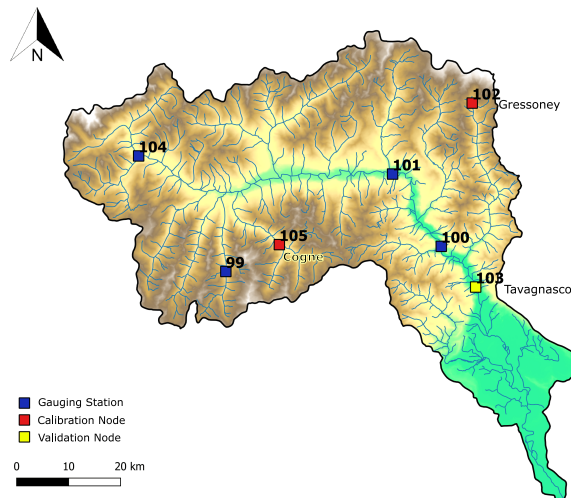 N
102
Gressoney
104
101
105
Cogne
100
99
103
Tavagnasco
Gauging Station
Calibration Node
Validation Node
0 10 20 km